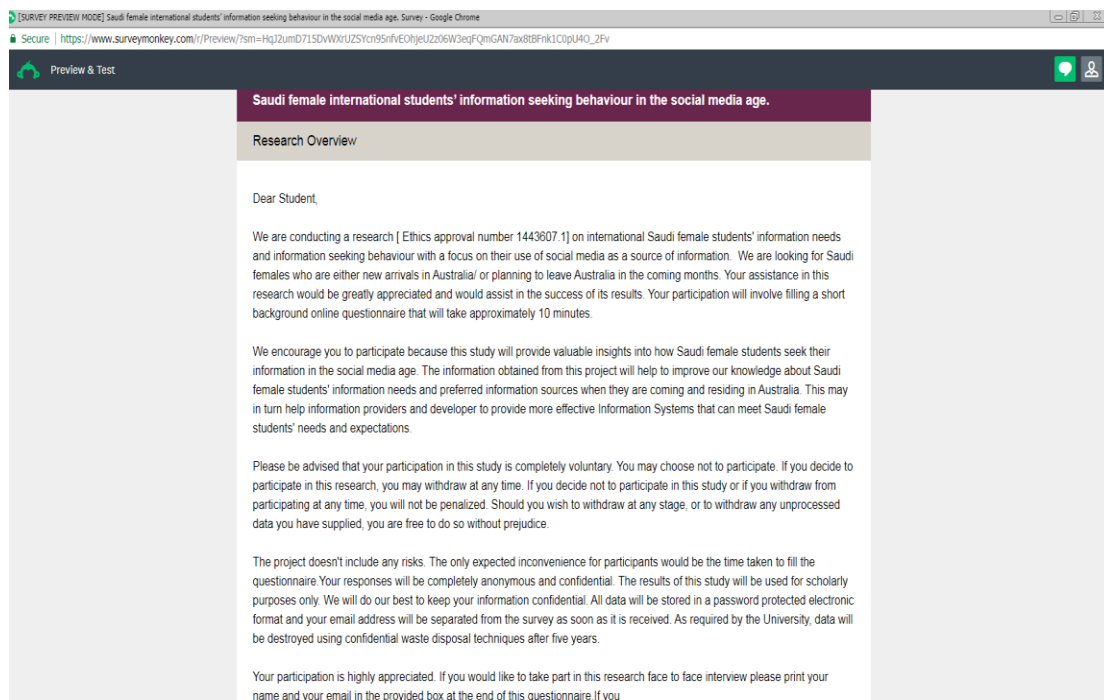 [SURVEY PREVIEW MODE] Saudi female international students' information seeking behaviour in the social media age. Survey - Google Chrome
Secure | https://www.surveymonkey.com/r/Preview/?sm=
Preview & Test
Saudi female international students' information seeking behaviour in the social media age.
Research Overview
Dear Student,
We are conducting a research [ Ethics approval number 1443607.1] on international Saudi female students' information needs
and information seeking behaviour with a focus on their use of social media as a source of information. We are looking for Saudi
females who are either new arrivals in Australia/ or planning to leave Australia in the coming months. Your assistance in this
research would be greatly appreciated and would assist in the success of its results. Your participation will involve filling a short
background online questionnaire that will take approximately 10 minutes.
We encourage you to participate because this study will provide valuable insights into how Saudi female students seek their
information in the social media age. The information obtained from this project will help to improve our knowledge about Saudi
female students' information needs and preferred information sources when they are coming and residing in Australia. This may
in turn help information providers and developer to provide more effective Information Systems that can meet Saudi female
students' needs and expectations.
Please be advised that your participation in this study is completely voluntary. You may choose not to participate. If you decide to
participate in this research, you may withdraw at any time. If you decide not to participate in this study or if you withdraw from
participating at any time, you will not be penalized. Should you wish to withdraw at any stage, or to withdraw any unprocessed
data you have supplied, you are free to do so without prejudice.
The project doesn't include any risks. The only expected inconvenience for participants would be the time taken to fill the
questionnaire.Your responses will be completely anonymous and confidential. The results of this study will be used for scholarly
purposes only. We will do our best to keep your information confidential. All data will be stored in a password protected electronic
format and your email address will be separated from the survey as soon as it is received. As required by the University, data will
be destroyed using confidential waste disposal techniques after five years.
Your participation is highly appreciated. If you would like to take part in this research face to face interview please print your
name and your email in the provided box at the end of this questionnaire.If you